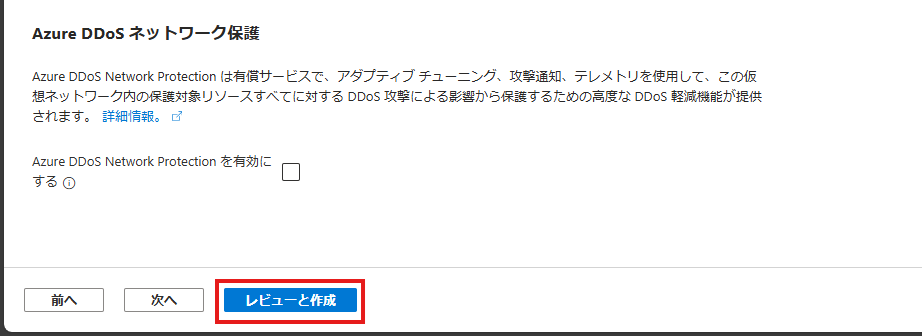 Azure DDoS ネットワーク保護
Azure DDoS Network Protection は有償サービスで、アダプティブ チューニング、攻撃通知、テレメトリを使用して、この仮
想ネットワーク内の保護対象リソースすべてに対する DDoS 攻撃による影響から保護するための高度な DDoS 軽減機能が提供
されます。 詳細情報。
Azure DDoS Network Protection を有効に
する
前へ
次へ
レビューと作成